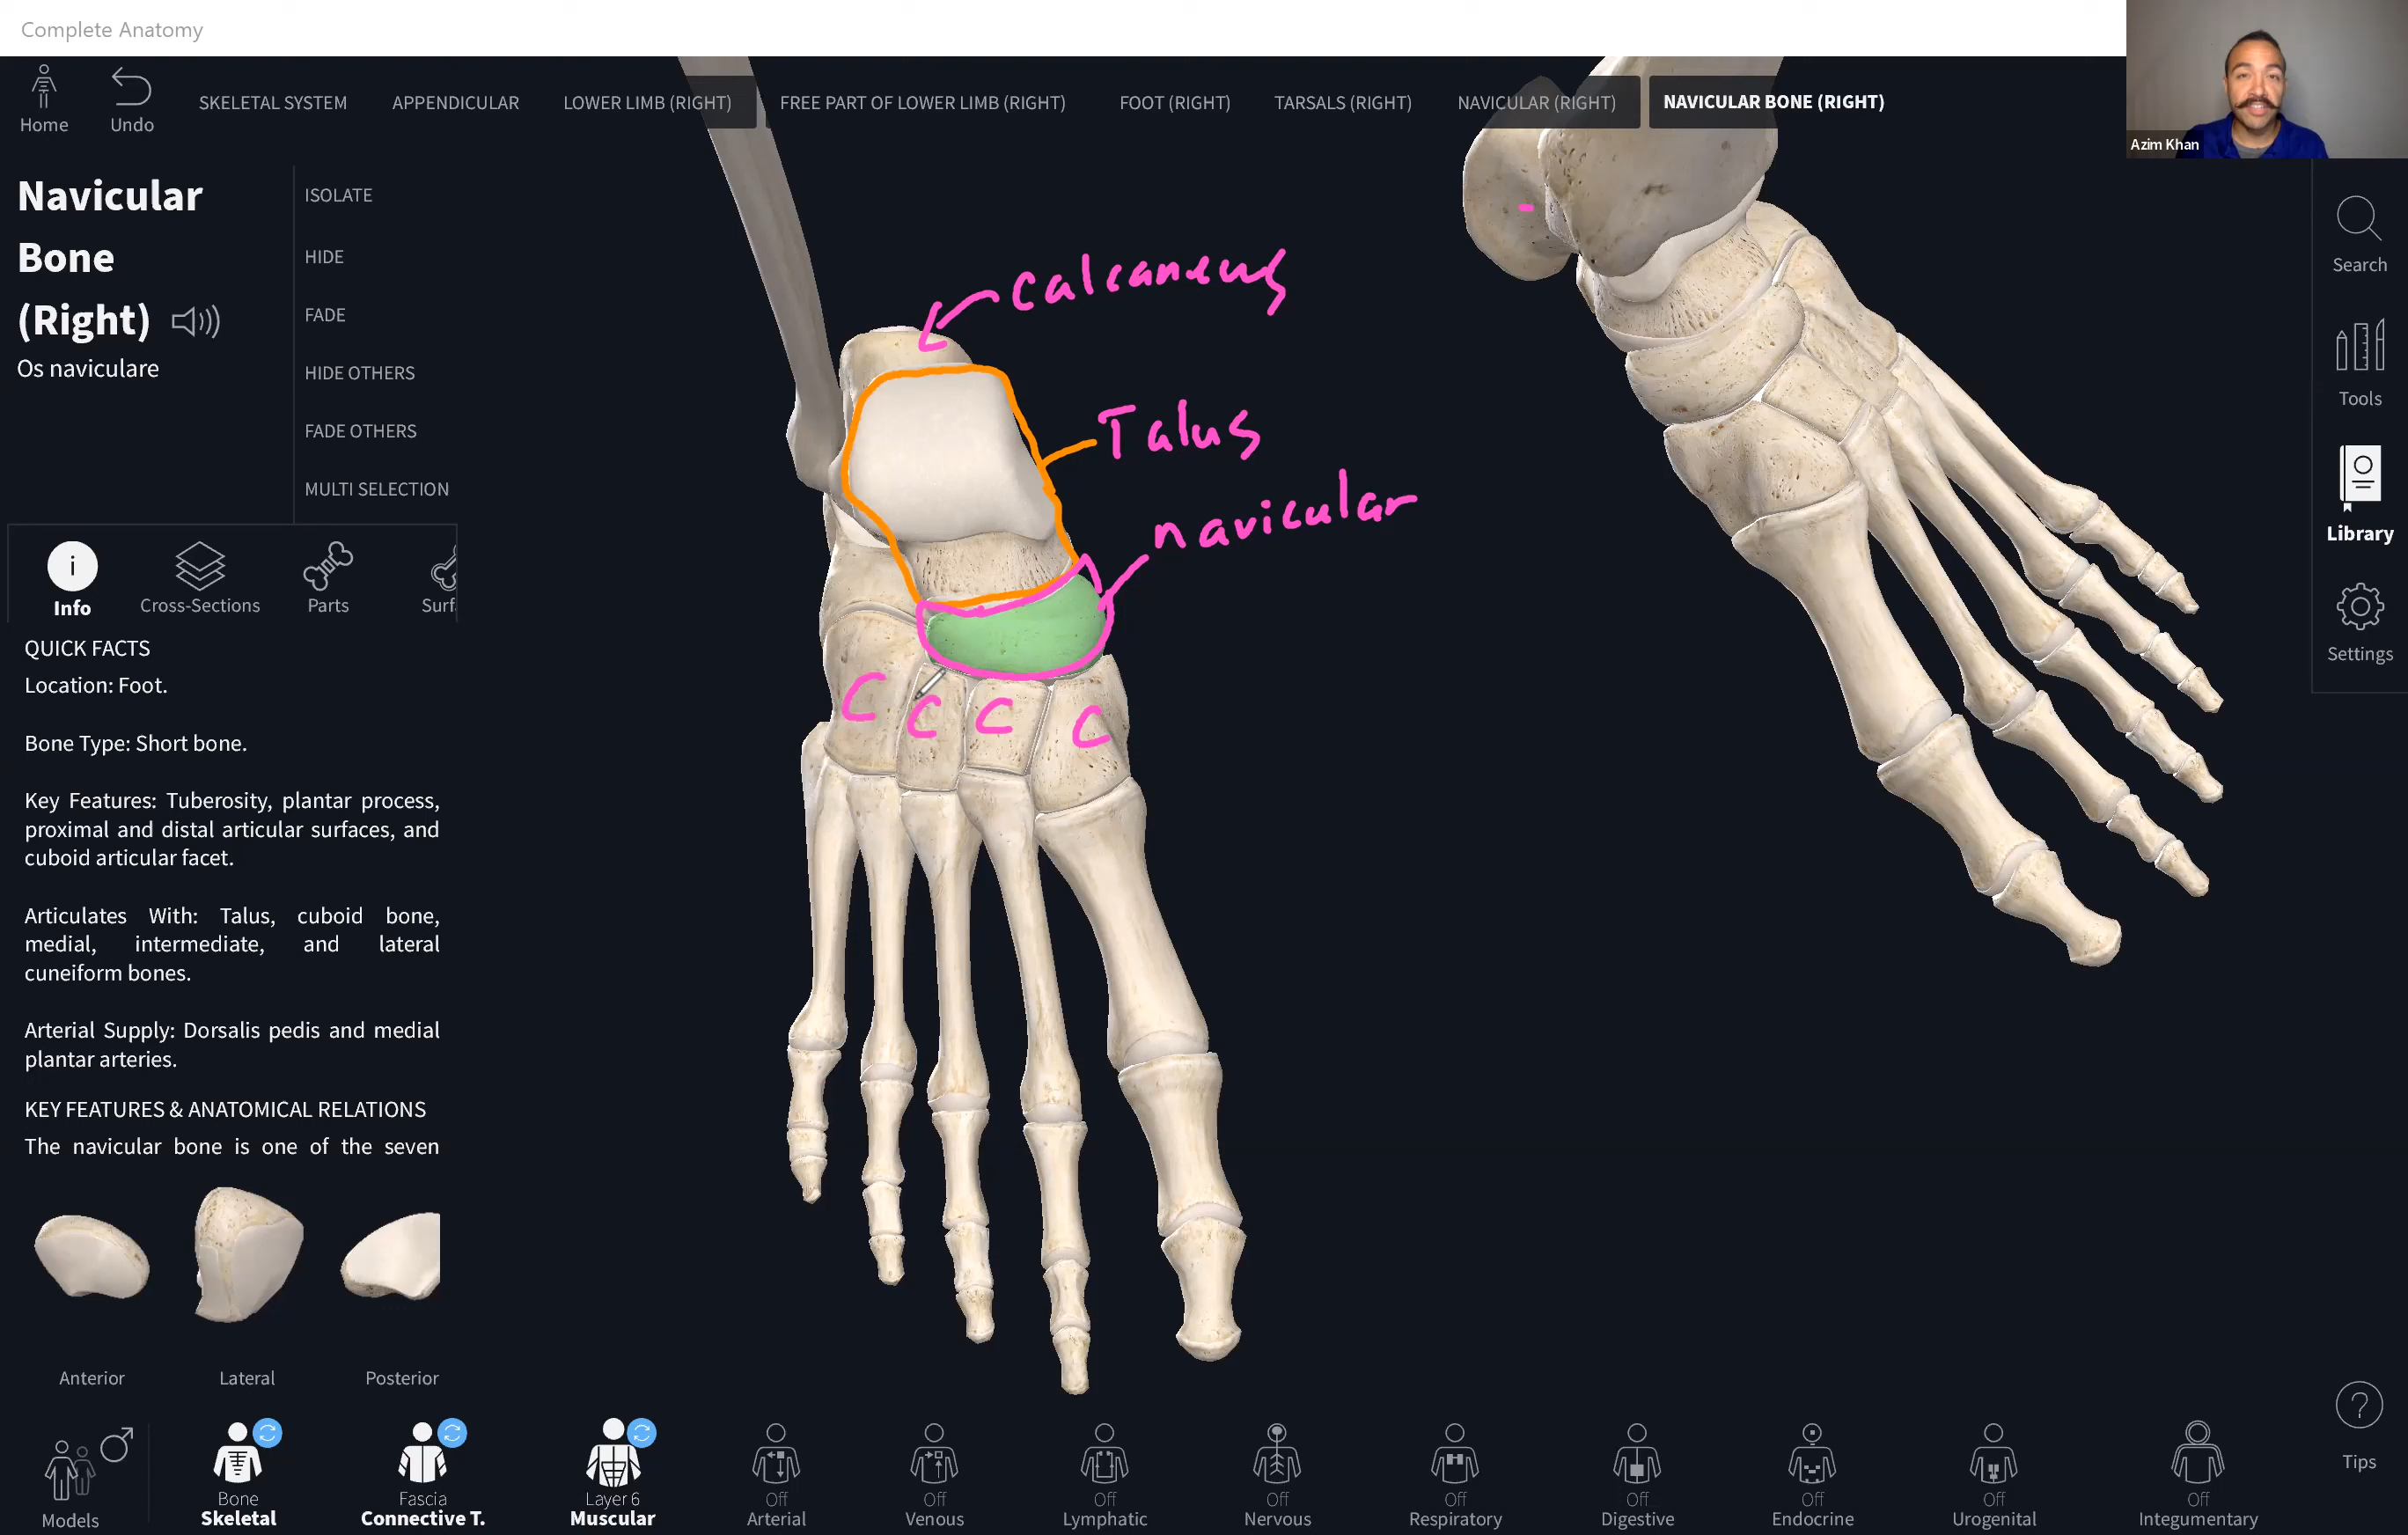 Complete Anatomy
Home
Undo
SKELETAL SYSTEM
APPENDICULAR
LOWER LIMB (RIGHT)
FREE PART OF LOWER LIMB (RIGHT)
FOOT (RIGHT)
TARSALS (RIGHT)
NAVICULAR (RIGHT)
NAVICULAR BONE (RIGHT)
Azim Khan
Navicular
Bone
(Right)
Os naviculare
ISOLATE
HIDE
FADE
HIDE OTHERS
FADE OTHERS
MULTI SELECTION
Info
Cross-Sections
Parts
Surf
QUICK FACTS
Location: Foot.
Bone Type: Short bone.
Key Features: Tuberosity, plantar process,
proximal and distal articular surfaces, and
cuboid articular facet.
Articulates With: Talus, cuboid bone,
medial, intermediate, and lateral
cuneiform bones.
Arterial Supply: Dorsalis pedis and medial
plantar arteries.
KEY FEATURES & ANATOMICAL RELATIONS
The navicular bone is one of the seven
Anterior
Lateral
Posterior
calcaneus
Talus
navicular
C C C C
Search
Tools
Library
Settings
Tips
Models
Bone
Skeletal
Fascia
Connective T.
Layer 6
Muscular
Off
Arterial
Off
Venous
Off
Lymphatic
Off
Nervous
Off
Respiratory
Off
Digestive
Off
Endocrine
Off
Urogenital
Off
Integumentary